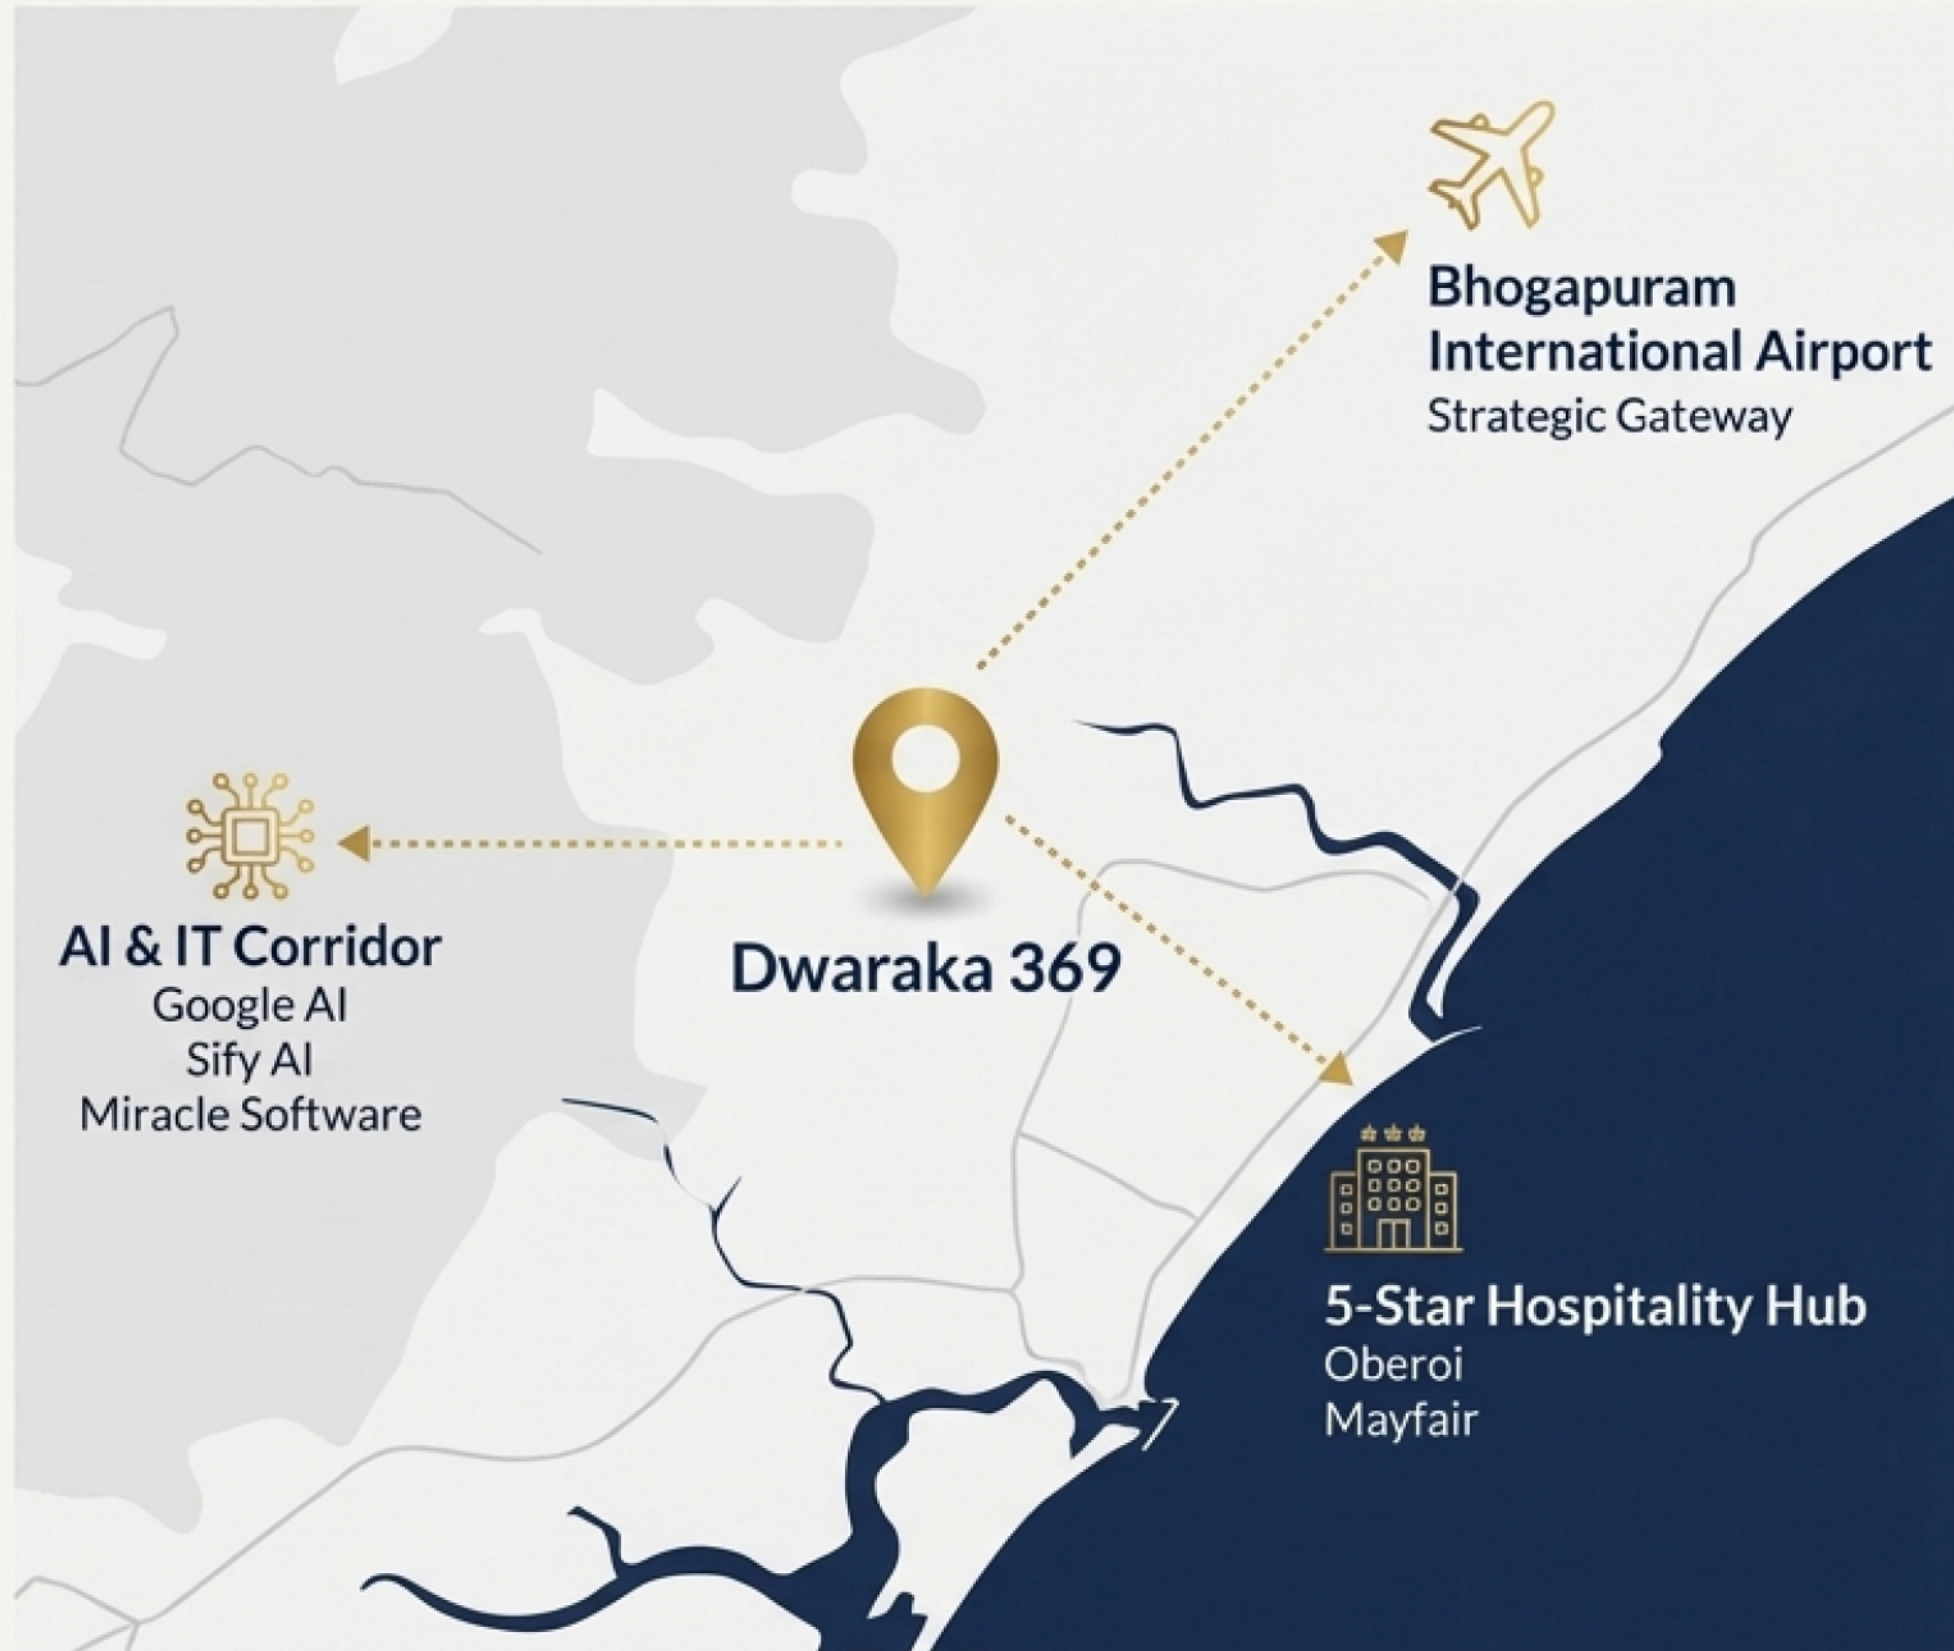 Bhogapuram
International Airport
Strategic Gateway
AI & IT Corridor
Google AI
Sify AI
Miracle Software
Dwaraka 369
5-Star Hospitality Hub
Oberoi
Mayfair